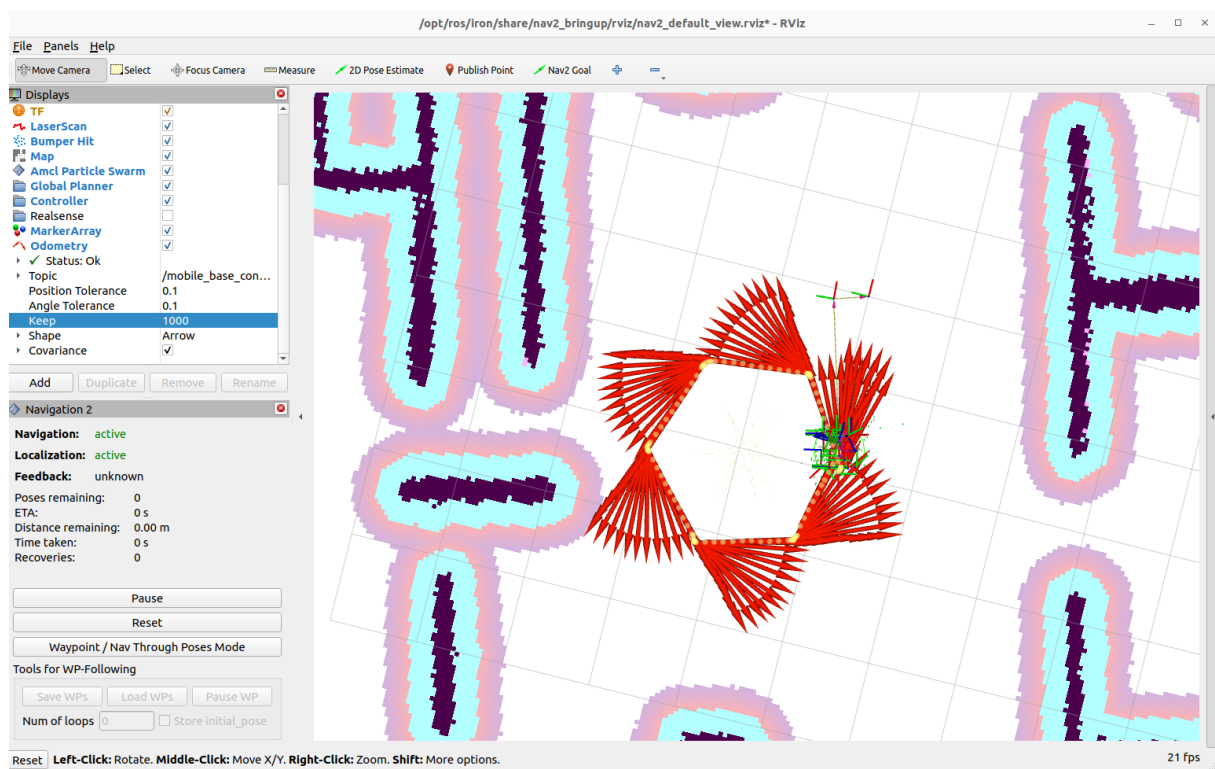 /opt/ros/iron/share/nav2_bringup/rviz/nav2_default_view.rviz* - RViz
File Panels Help
Move Camera Select Focus Camera Measure 2D Pose Estimate Publish Point Nav2 Goal
Displays
TF
LaserScan
Bumper Hit
Map
Amcl Particle Swarm
Global Planner
Controller
Realsense
MarkerArray
Odometry
Status: Ok
Topic /mobile_base_con...
Position Tolerance 0.1
Angle Tolerance 0.1
Keep 1000
Shape Arrow
Covariance
Add Duplicate Remove Rename
Navigation 2
Navigation: active
Localization: active
Feedback: unknown
Poses remaining: 0
ETA: 0 s
Distance remaining: 0.00 m
Time taken: 0 s
Recoveries: 0
Pause
Reset
Waypoint / Nav Through Poses Mode
Tools for WP-Following
Save WPs Load WPs Pause WP
Num of loops 0 Store initial_pose
Reset Left-Click: Rotate. Middle-Click: Move X/Y. Right-Click: Zoom. Shift: More options. 21 fps